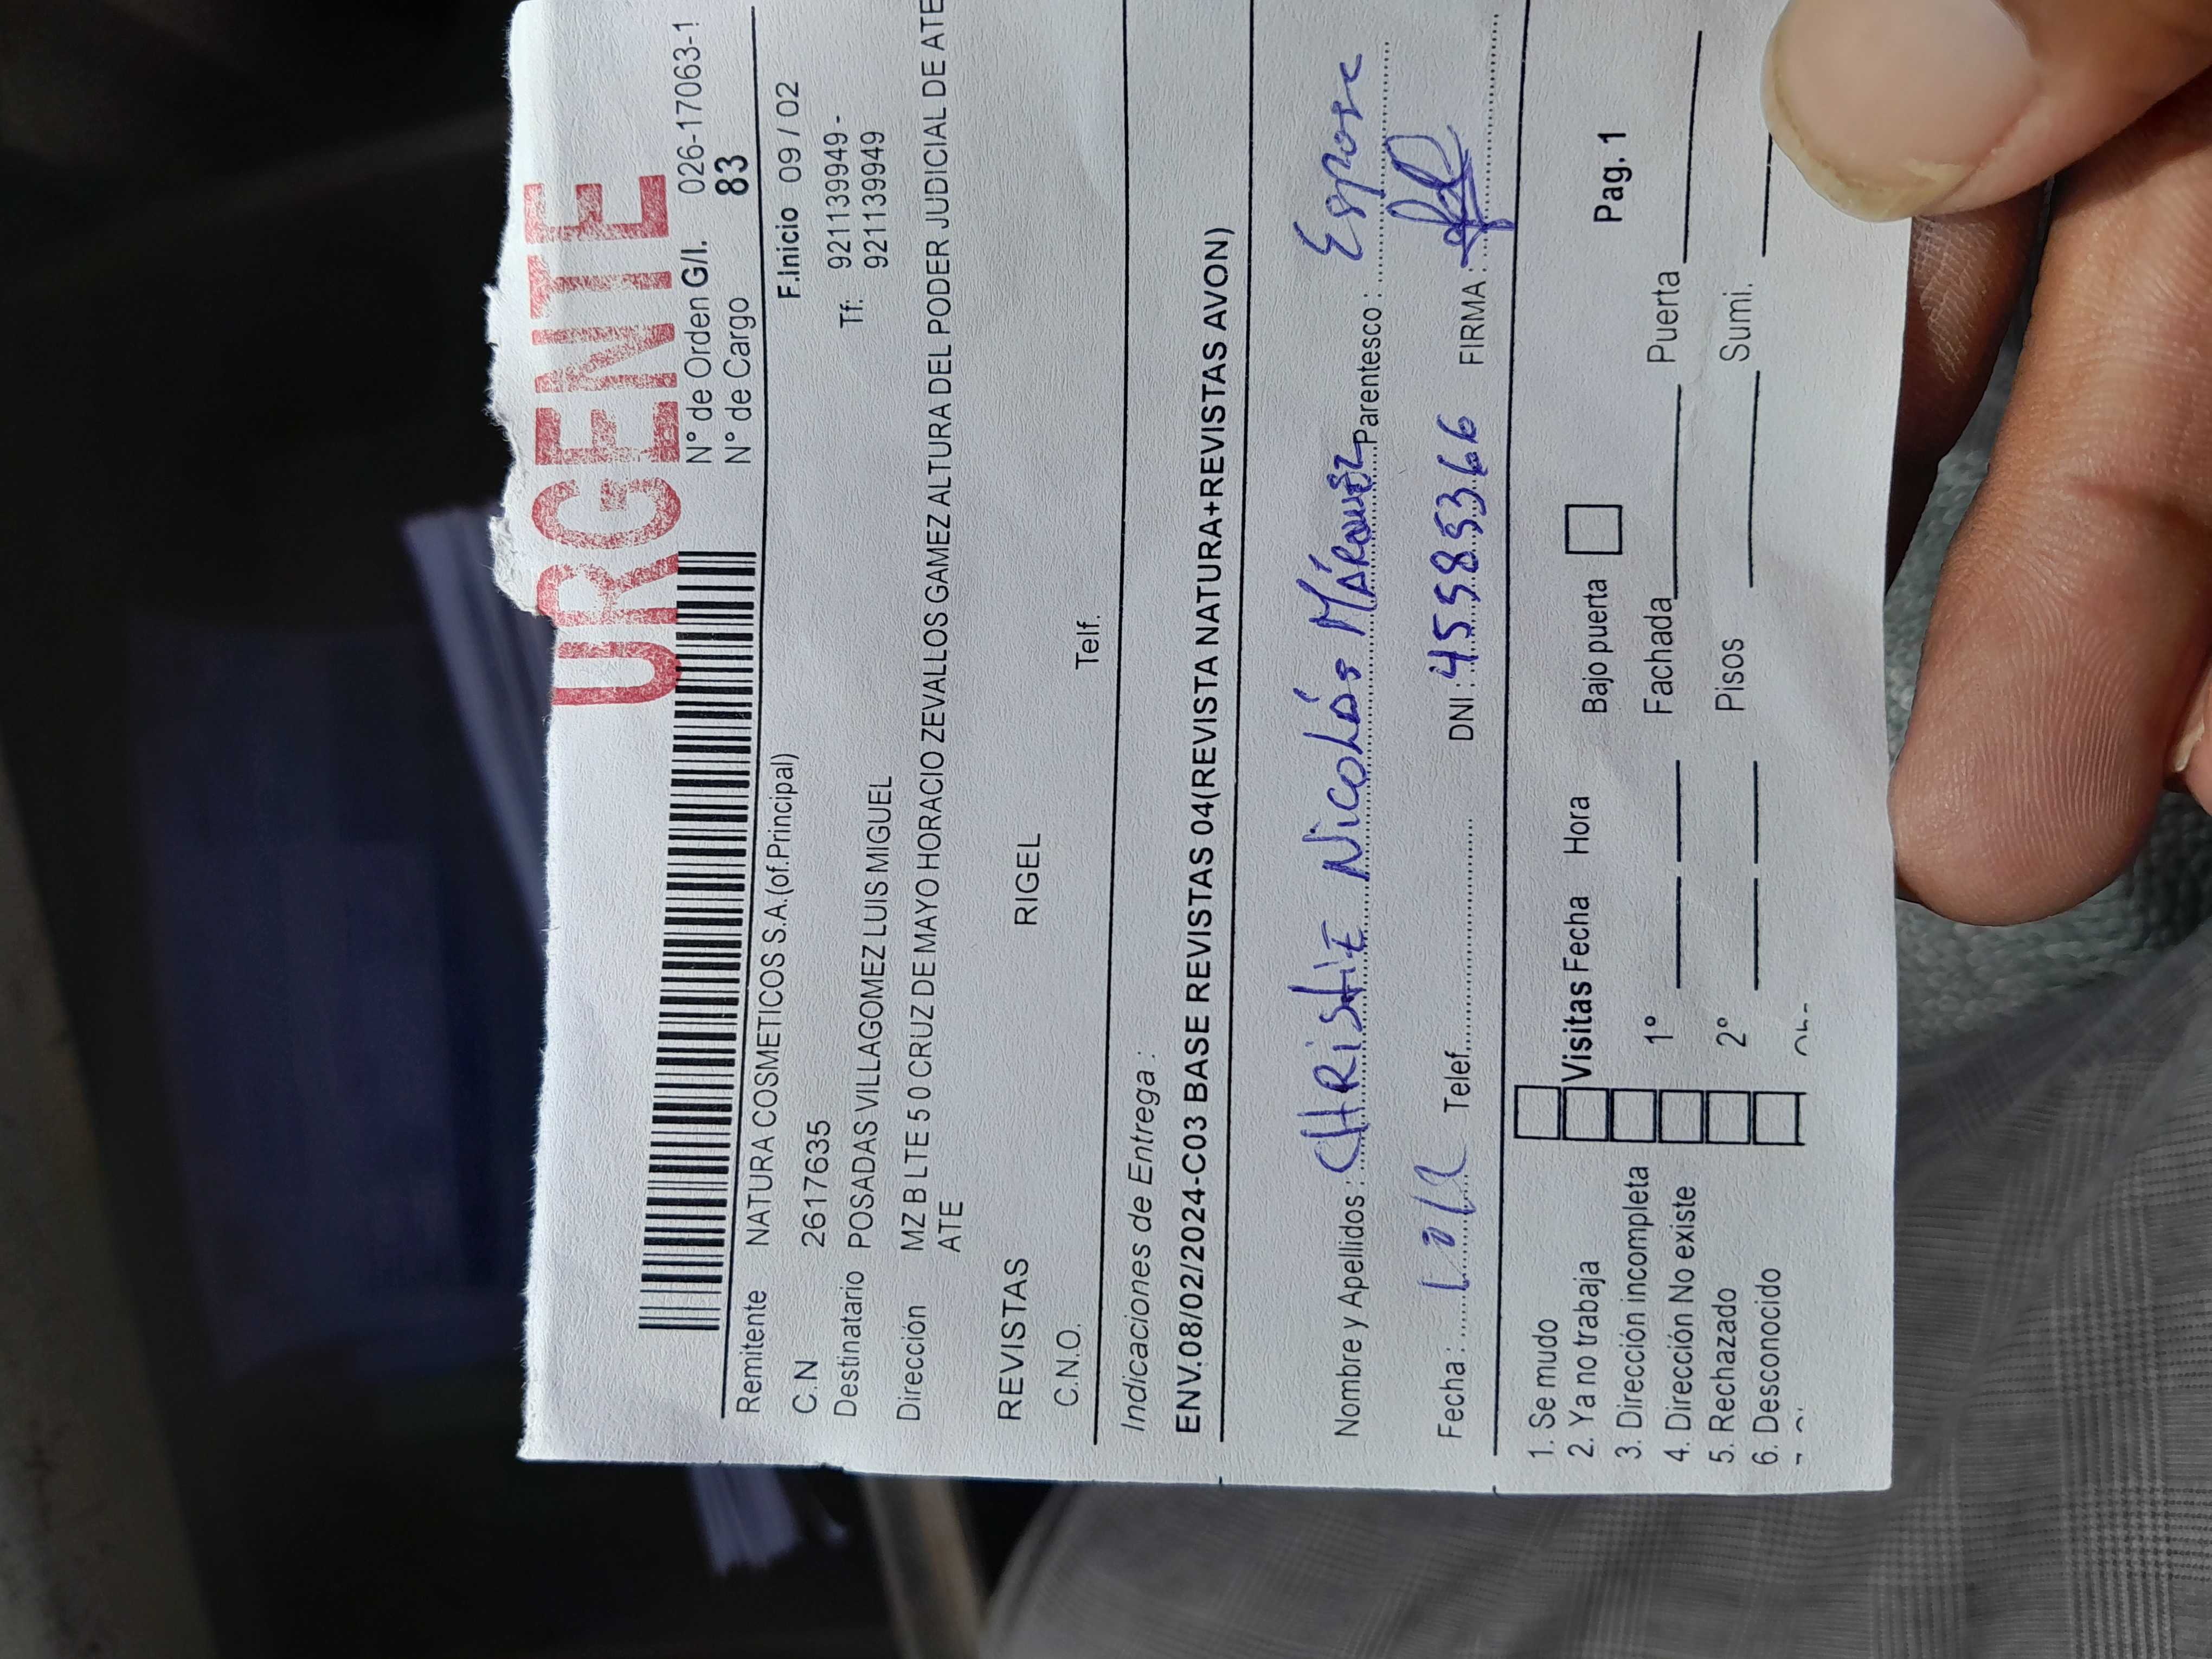 URGENTE
N° de Orden G/I. 026-17063-1
N° de Cargo 83
Remitente NATURA COSMETICOS S.A.(of.Principal)
F.Inicio 09 / 02
C.N 2617635
Tf: 921139949 -
921139949
Destinatario POSADAS VILLAGOMEZ LUIS MIGUEL
Dirección MZ B LTE 5 0 CRUZ DE MAYO HORACIO ZEVALLOS GAMEZ ALTURA DEL PODER JUDICIAL DE ATE
ATE
REVISTAS RIGEL
C.N.O. Telf.
Indicaciones de Entrega :
ENV.08/02/2024-C03 BASE REVISTAS 04(REVISTA NATURA+REVISTAS AVON)
Nombre y Apellidos : CHRistiE Nicolás MÁRquEZ Parentesco : Esposa
Fecha : Telef. DNI : 45589366 FIRMA :
1. Se mudo
2. Ya no trabaja Visitas Fecha Hora Bajo puerta Pag. 1
3. Dirección incompleta
4. Dirección No existe 1° Fachada Puerta
5. Rechazado
6. Desconocido 2° Pisos Sumi.